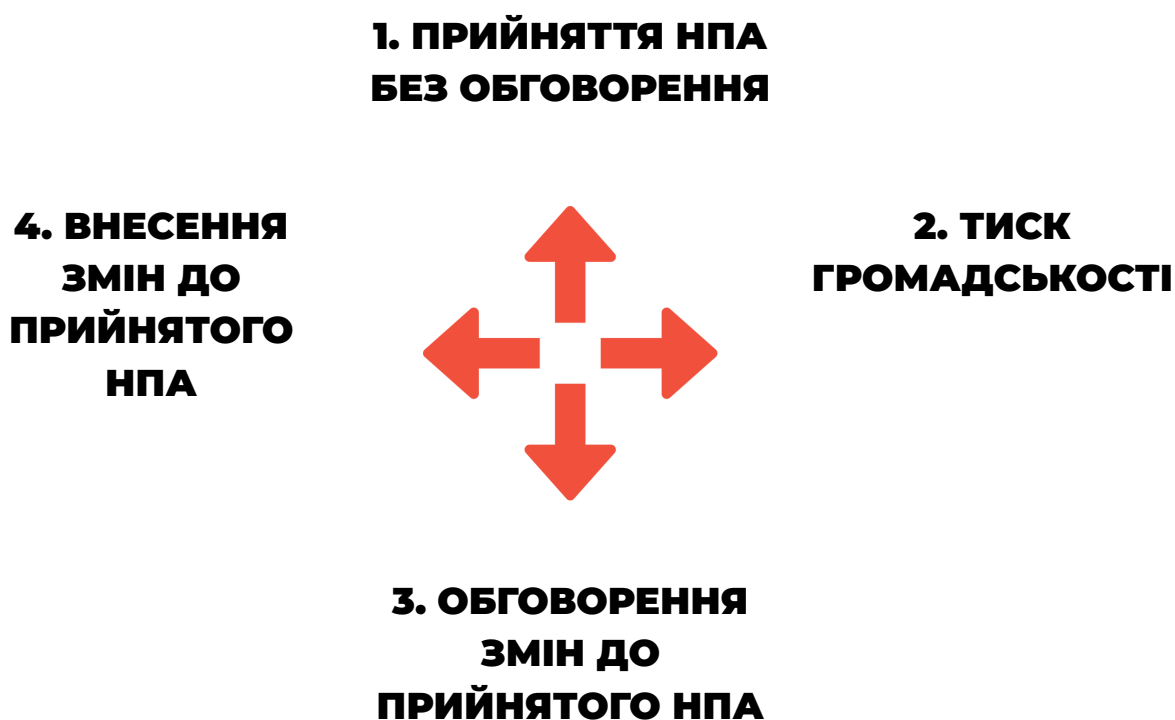 1. ПРИЙНЯТТЯ НПА
БЕЗ ОБГОВОРЕННЯ
2. ТИСК
ГРОМАДСЬКОСТІ
3. ОБГОВОРЕННЯ
ЗМІН ДО
ПРИЙНЯТОГО НПА
4. ВНЕСЕННЯ
ЗМІН ДО
ПРИЙНЯТОГО
НПА